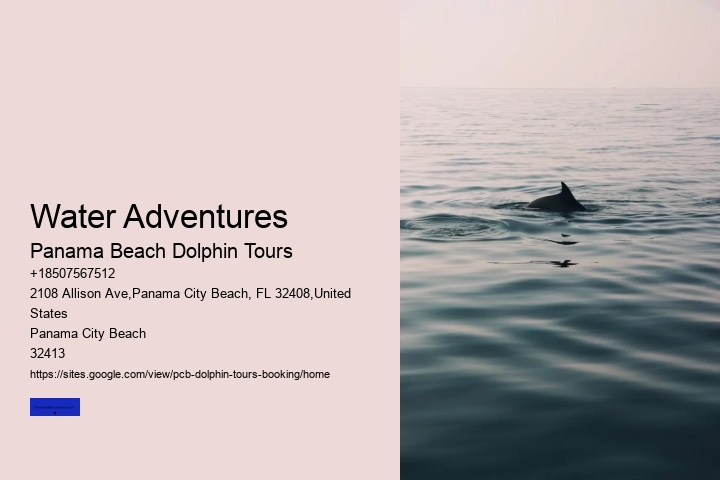 Water Adventures
Panama Beach Dolphin Tours
+18507567512
2108 Allison Ave,Panama City Beach, FL 32408,United
States
Panama City Beach
32413
https://sites.google.com/view/pcb-dolphin-tours-booking/home